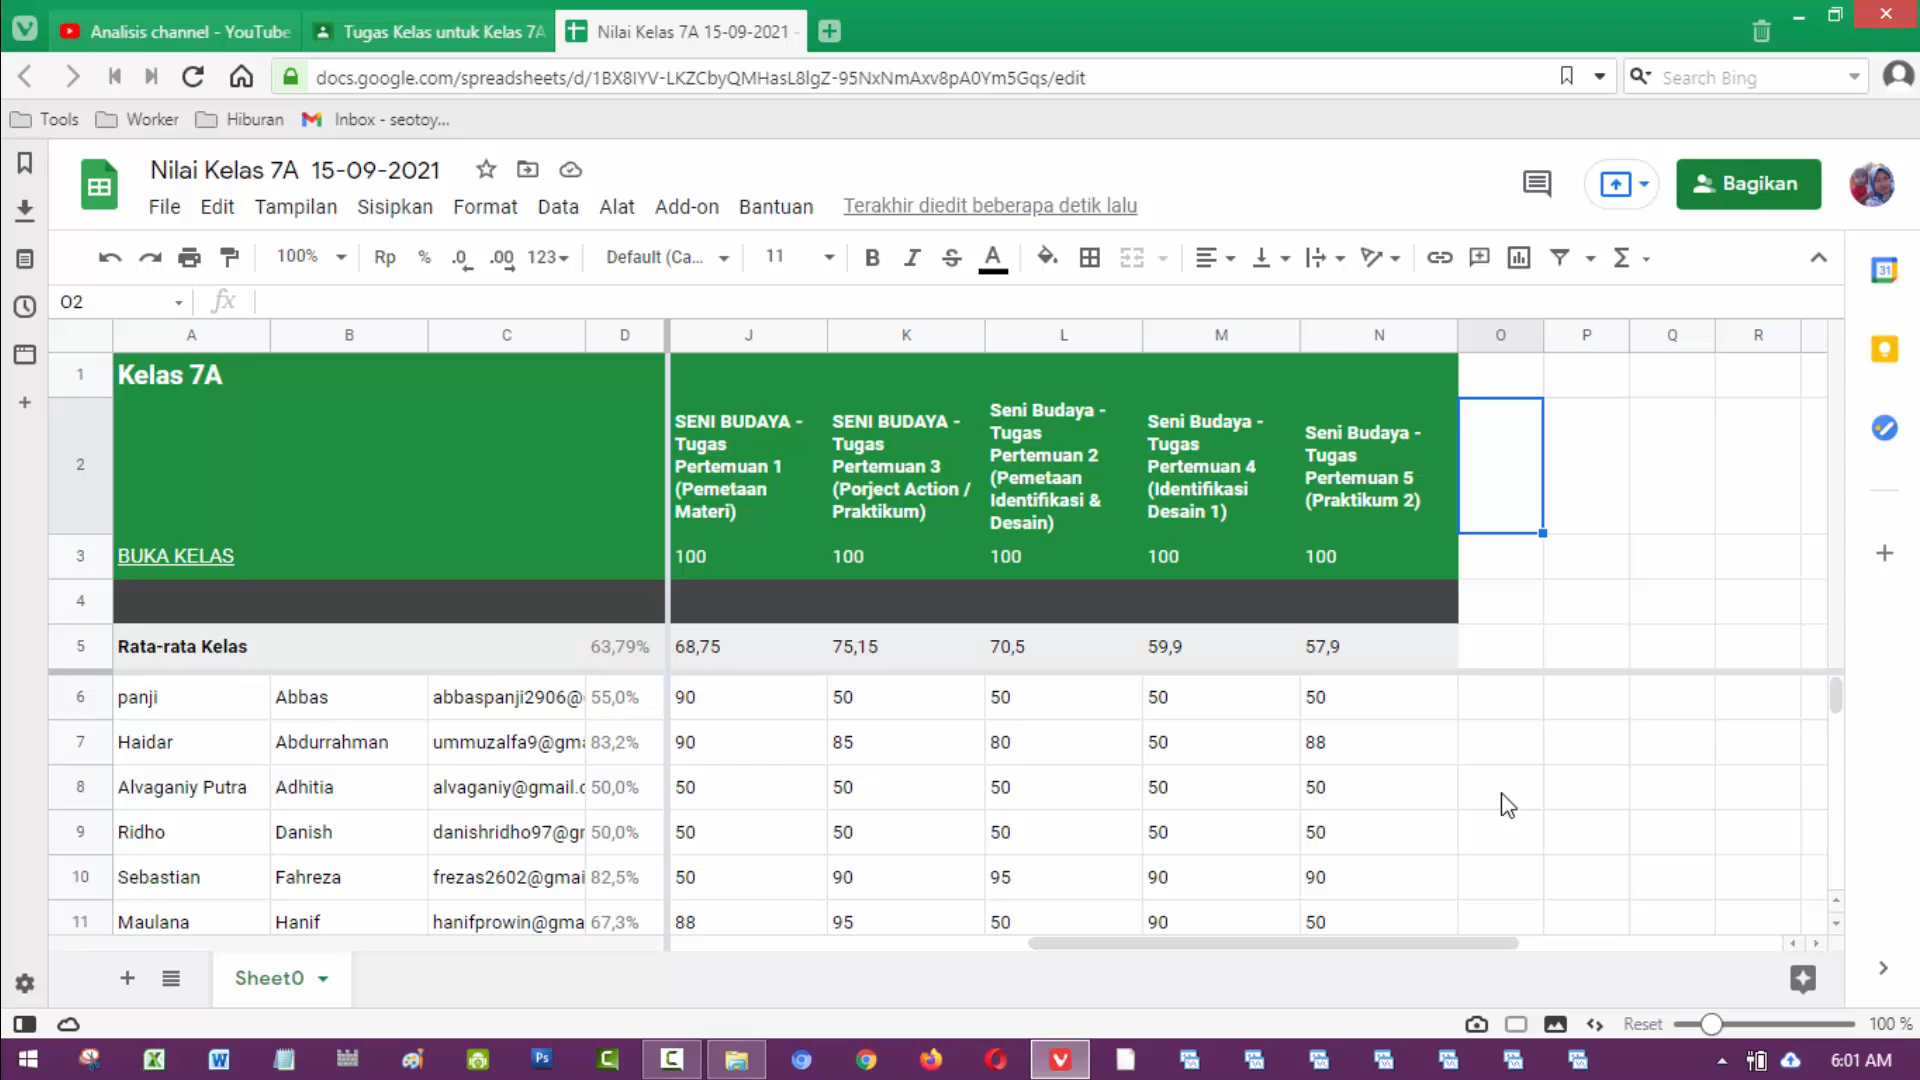 Analisis channel - YouTube
Tugas Kelas untuk Kelas 7A
Nilai Kelas 7A 15-09-2021 -
docs.google.com/spreadsheets/d/1BX8IYV-LKZCbyQMHasL8lgZ-95NxNmAxv8pA0Ym5Gqs/edit
Search Bing
Tools
Worker
Hiburan
Inbox - seotoy...
Nilai Kelas 7A 15-09-2021
File Edit Tampilan Sisipkan Format Data Alat Add-on Bantuan
Terakhir diedit beberapa detik lalu
Bagikan
100% Rp % .0 .00 123 Default (Ca... 11 B I S A
31
O2
fx
A B C D J K L M N O P Q R
1 Kelas 7A
2
SENI BUDAYA -
Tugas
Pertemuan 1
(Pemetaan
Materi)
SENI BUDAYA -
Tugas
Pertemuan 3
(Porject Action /
Praktikum)
Seni Budaya -
Tugas
Pertemuan 2
(Pemetaan
Identifikasi &
Desain)
Seni Budaya -
Tugas
Pertemuan 4
(Identifikasi
Desain 1)
Seni Budaya -
Tugas
Pertemuan 5
(Praktikum 2)
3 BUKA KELAS 100 100 100 100 100
4
5 Rata-rata Kelas 63,79% 68,75 75,15 70,5 59,9 57,9
6 panji Abbas abbaspanji2906@ 55,0% 90 50 50 50 50
7 Haidar Abdurrahman ummuzalfa9@gma 83,2% 90 85 80 50 88
8 Alvaganiy Putra Adhitia alvaganiy@gmail.c 50,0% 50 50 50 50 50
9 Ridho Danish danishridho97@gr 50,0% 50 50 50 50 50
10 Sebastian Fahreza frezas2602@gmai 82,5% 50 90 95 90 90
11 Maulana Hanif hanifprowin@gma 67,3% 88 95 50 90 50
Sheet0
Reset
100 %
Ps
6:01 AM